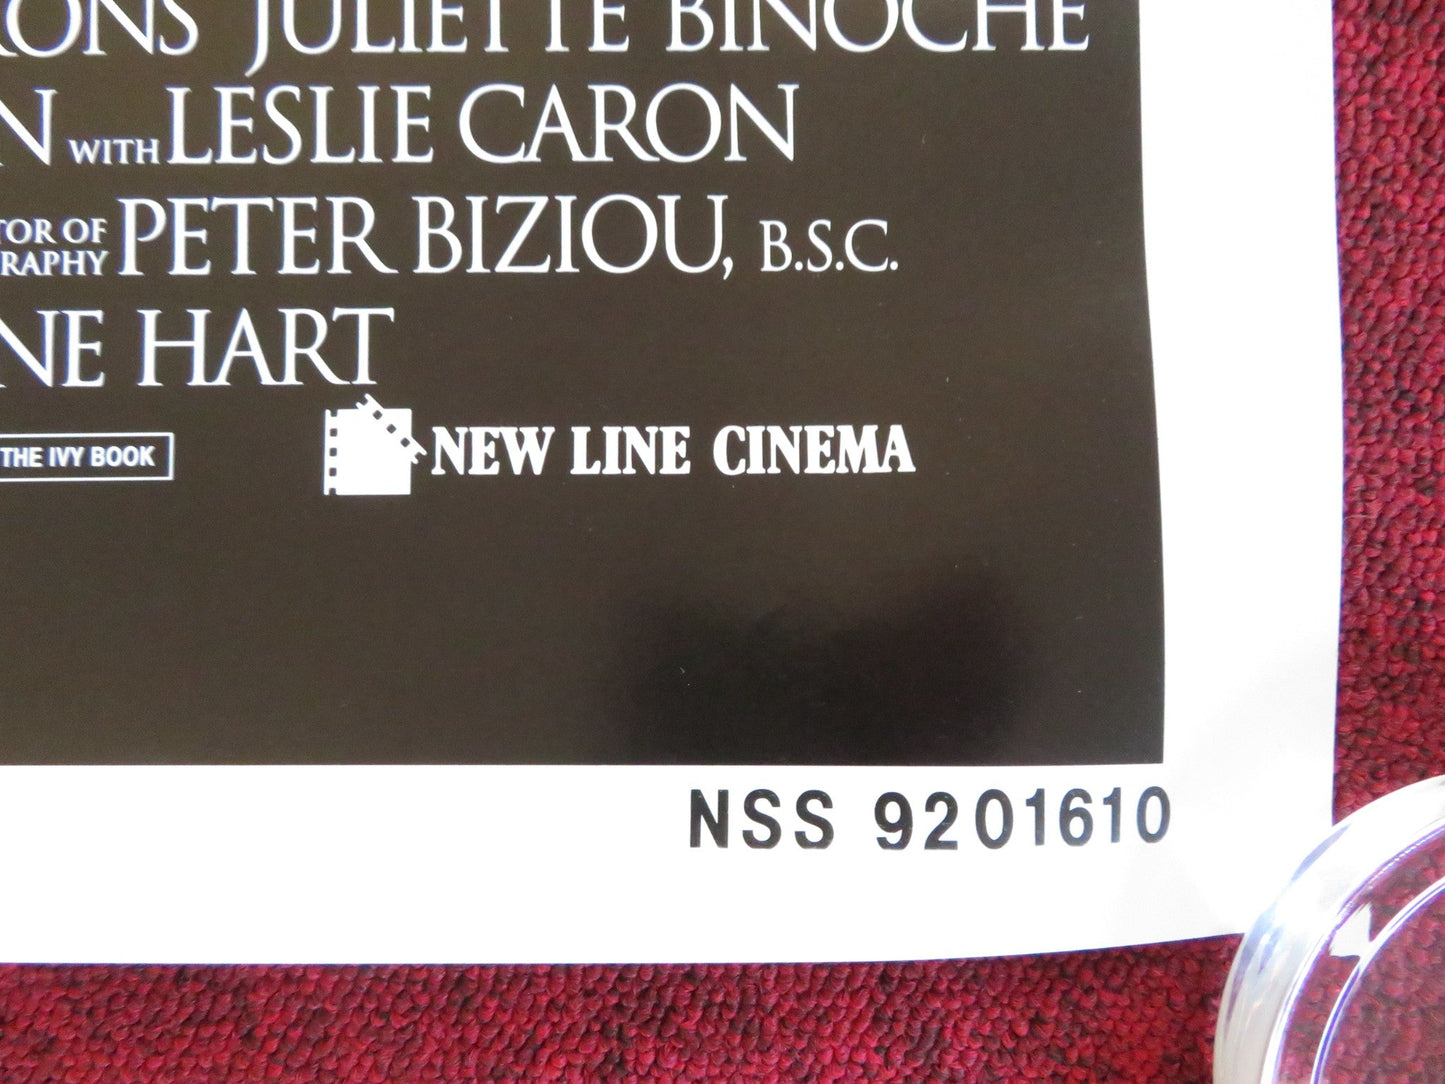 RONS JULIETTE BINOCHE
N WITH LESLIE CARON
TOR OF
RAPHY PETER BIZIOU, B.S.C.
NE HART
THE IVY BOOK
NEW LINE CINEMA
NSS 9201610